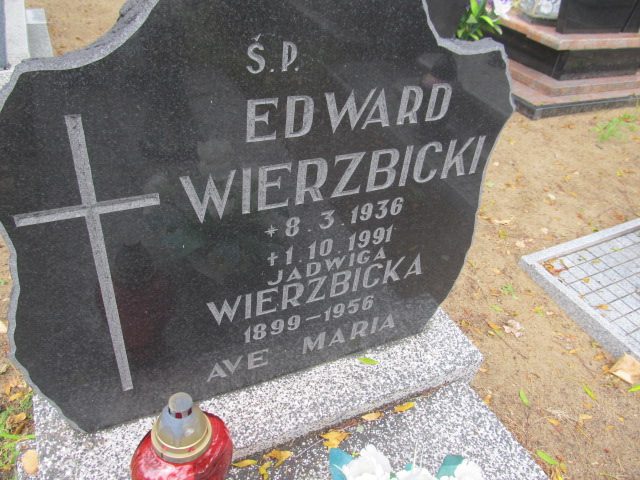 Ś.P.
EDWARD
WIERZBICKI
* 8.3.1936
+ 1.10.1991
JADWIGA
WIERZBICKA
1899-1956
AVE MARIA